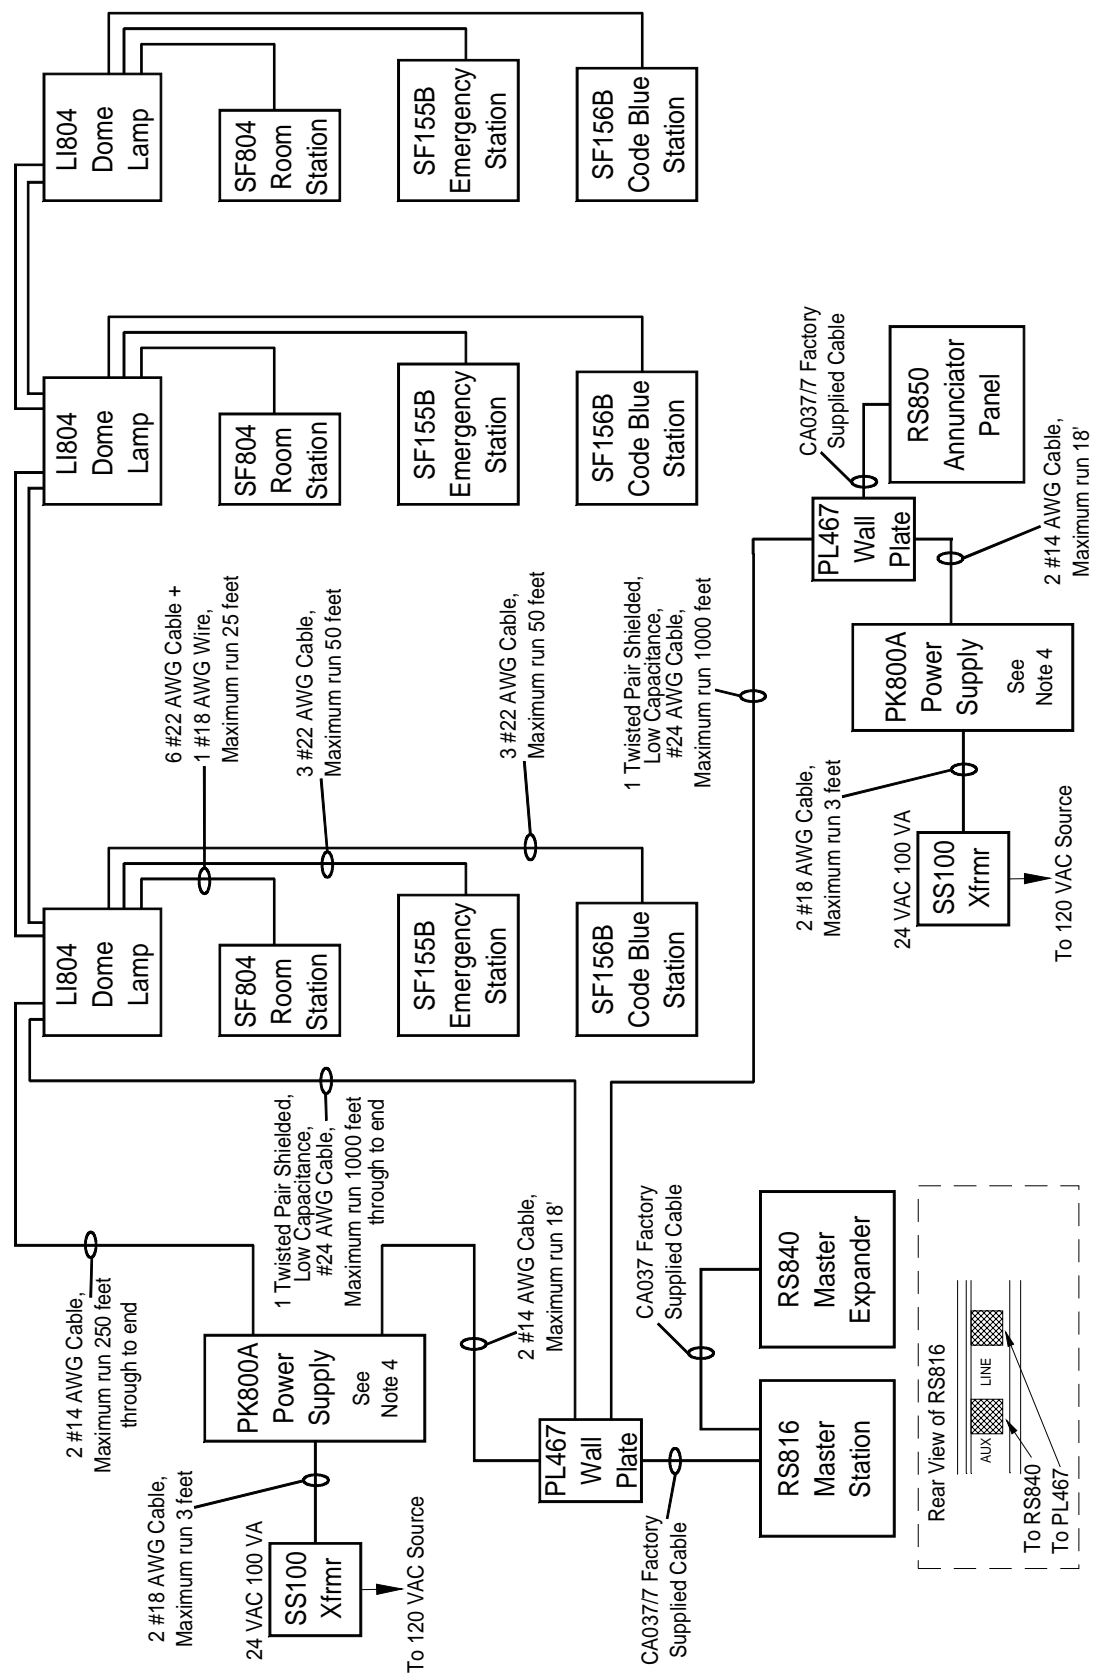 2 #18 AWG Cable,
Maximum run 3 feet
24 VAC 100 VA
SS100
Xfrmr
To 120 VAC Source
2 #14 AWG Cable,
Maximum run 250 feet
through to end
PK800A
Power
Supply
See
Note 4
1 Twisted Pair Shielded,
Low Capacitance,
#24 AWG Cable,
Maximum run 1000 feet
through to end
2 #14 AWG Cable,
Maximum run 18'
PL467
Wall
Plate
CA037/7 Factory
Supplied Cable
CA037 Factory
Supplied Cable
RS816
Master
Station
RS840
Master
Expander
Rear View of RS816
AUX
LINE
To RS840
To PL467
LI804
Dome
Lamp
SF804
Room
Station
SF155B
Emergency
Station
SF156B
Code Blue
Station
6 #22 AWG Cable +
1 #18 AWG Wire,
Maximum run 25 feet
3 #22 AWG Cable,
Maximum run 50 feet
3 #22 AWG Cable,
Maximum run 50 feet
1 Twisted Pair Shielded,
Low Capacitance,
#24 AWG Cable,
Maximum run 1000 feet
LI804
Dome
Lamp
SF804
Room
Station
SF155B
Emergency
Station
SF156B
Code Blue
Station
LI804
Dome
Lamp
SF804
Room
Station
SF155B
Emergency
Station
SF156B
Code Blue
Station
2 #18 AWG Cable,
Maximum run 3 feet
24 VAC 100 VA
SS100
Xfrmr
To 120 VAC Source
PK800A
Power
Supply
See
Note 4
PL467
Wall
Plate
CA037/7 Factory
Supplied Cable
RS850
Annunciator
Panel
2 #14 AWG Cable,
Maximum run 18'